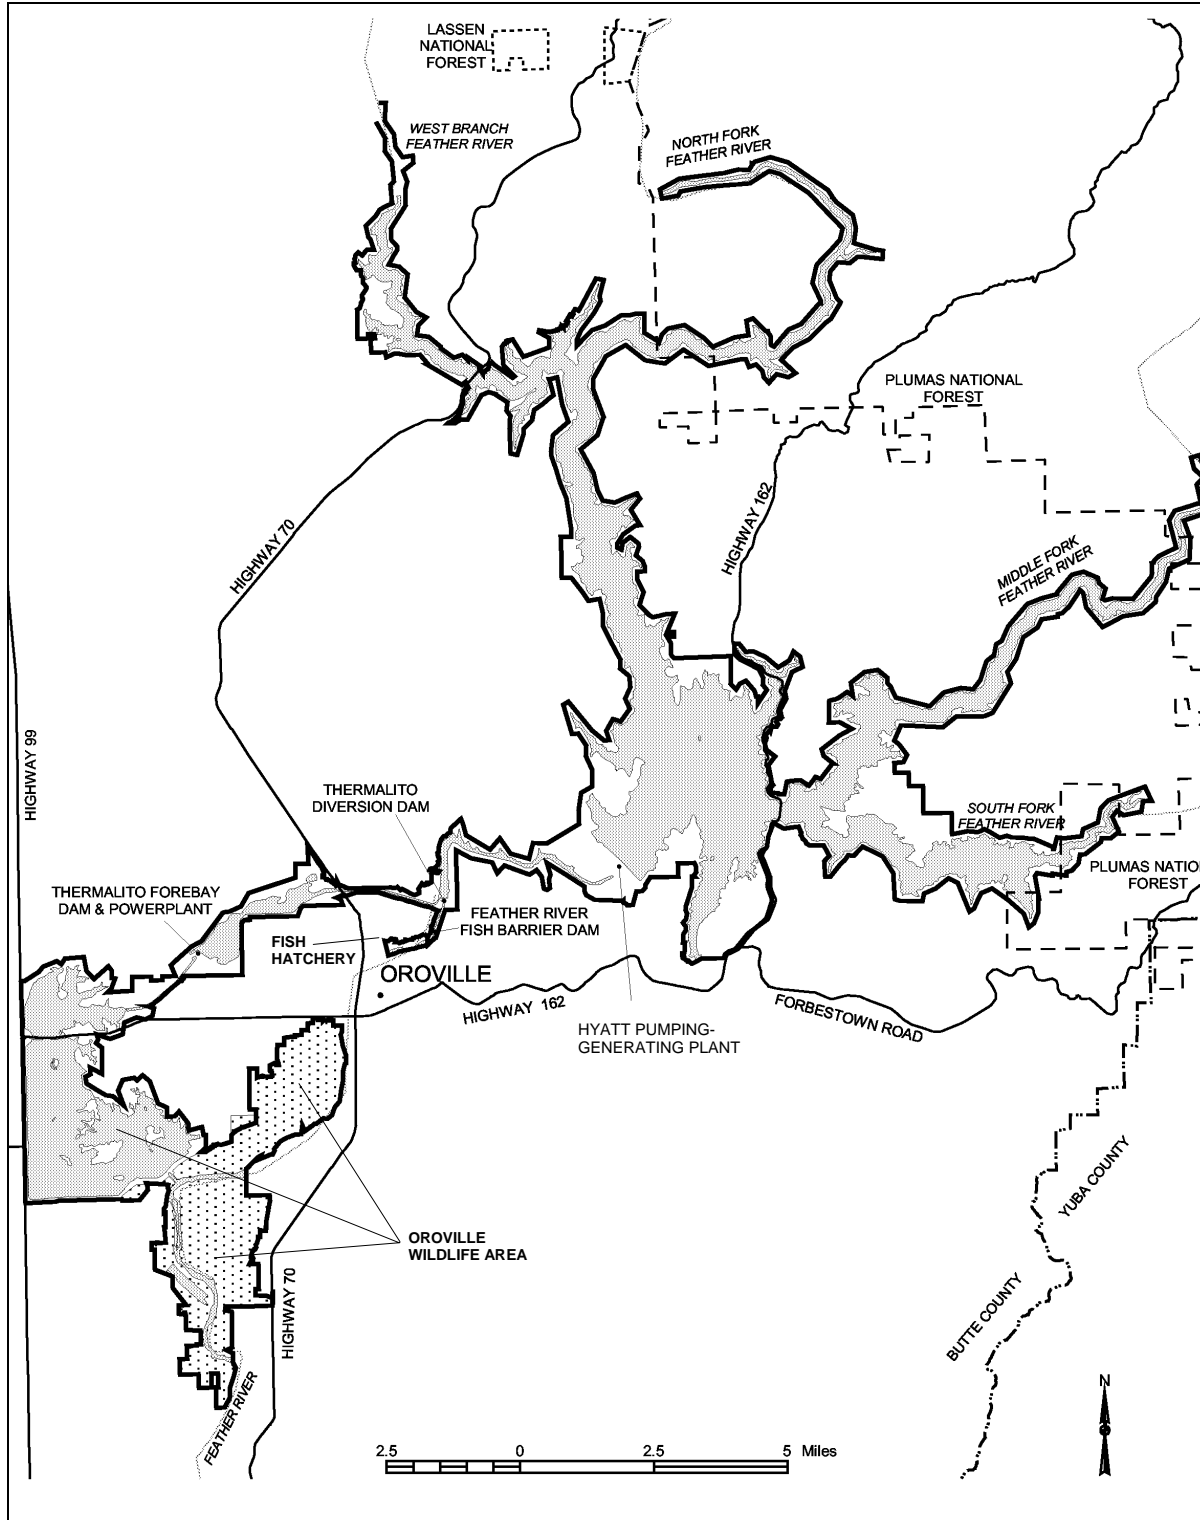 LASSEN
NATIONAL
FOREST
WEST BRANCH
FEATHER RIVER
NORTH FORK
FEATHER RIVER
PLUMAS NATIONAL
FOREST
HIGHWAY 70
HIGHWAY 162
MIDDLE FORK
FEATHER RIVER
HIGHWAY 99
THERMALITO
DIVERSION DAM
SOUTH FORK
FEATHER RIVER
PLUMAS NATIO
FOREST
THERMALITO FOREBAY
DAM & POWERPLANT
FEATHER RIVER
FISH BARRIER DAM
FISH
HATCHERY
OROVILLE
HIGHWAY 162
FORBESTOWN ROAD
HYATT PUMPING-
GENERATING PLANT
YUBA COUNTY
OROVILLE
WILDLIFE AREA
HIGHWAY 70
BUTTE COUNTY
FEATHER RIVER
N
2.5 0 2.5 5 Miles